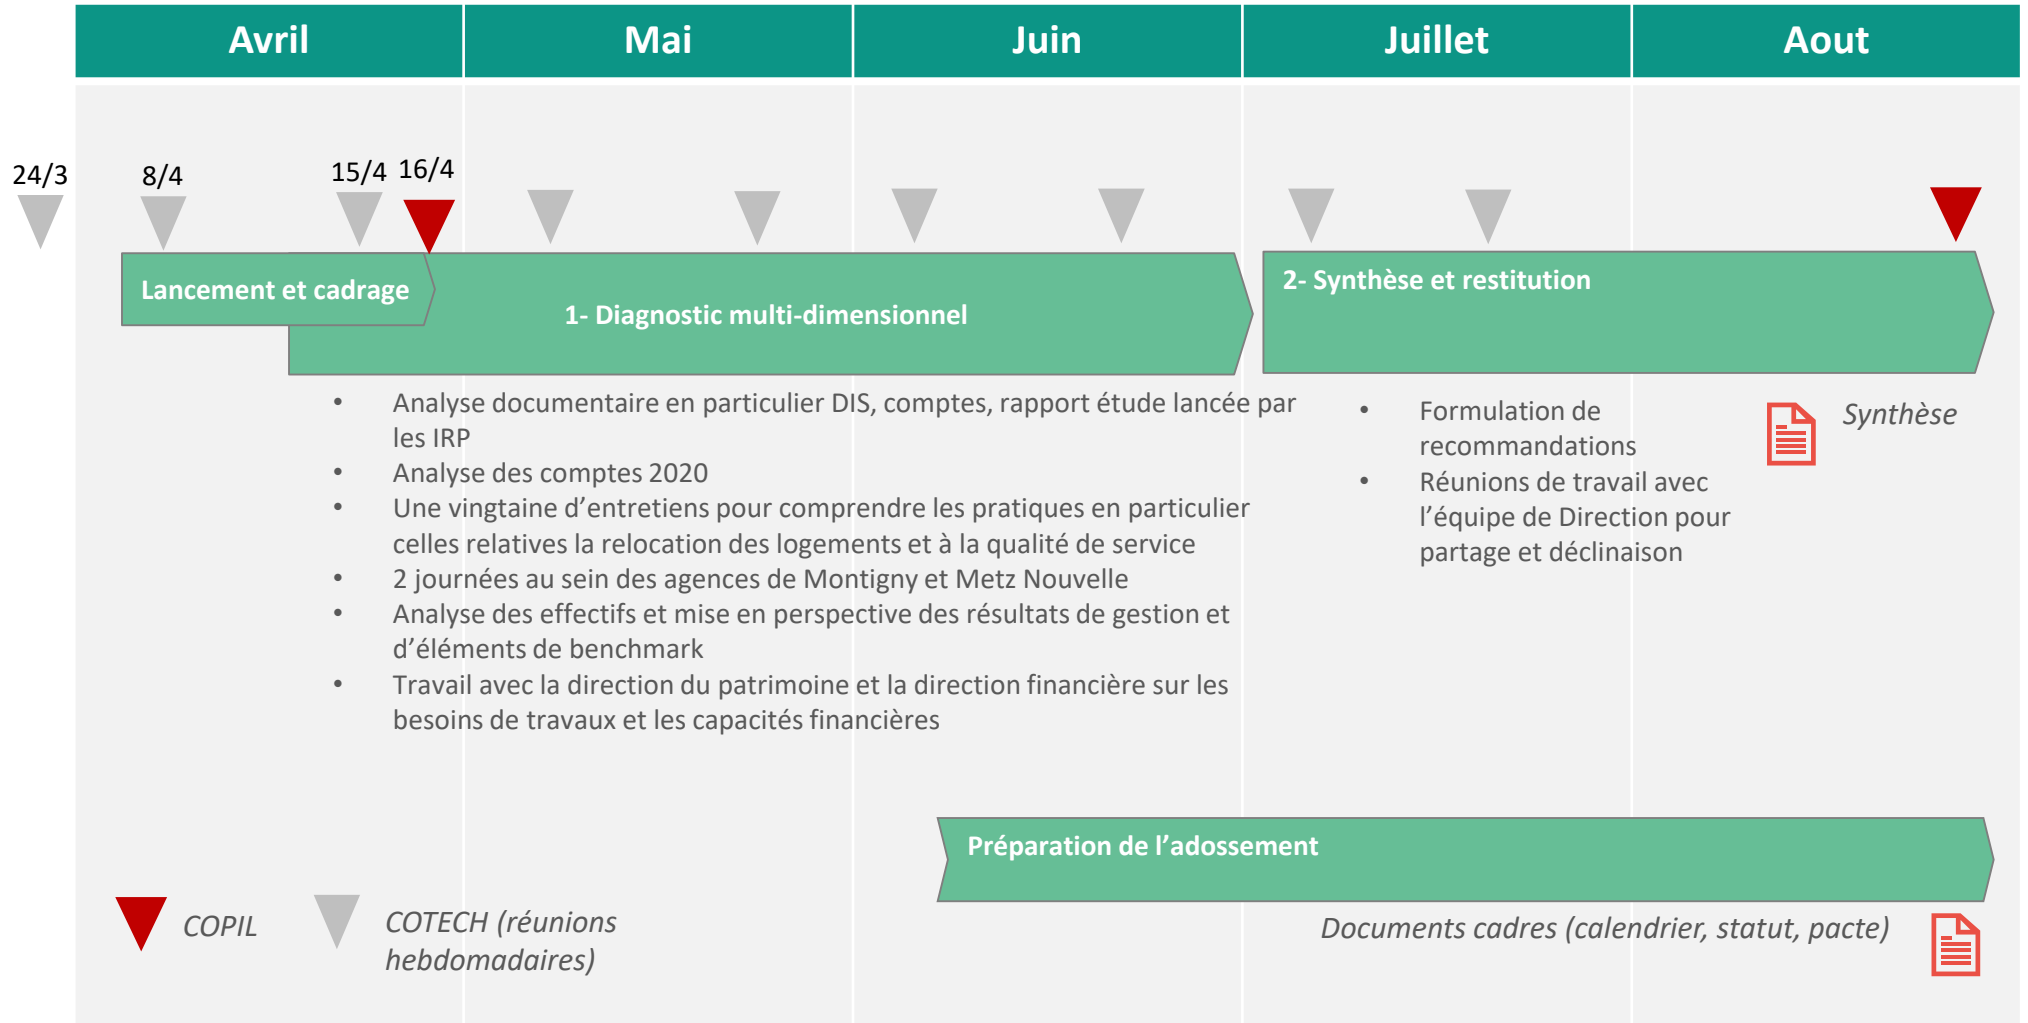 Avril
Mai
Juin
Juillet
Aout
24/3
8/4
15/4
16/4
Lancement et cadrage
1- Diagnostic multi-dimensionnel
2- Synthèse et restitution
• Analyse documentaire en particulier DIS, comptes, rapport étude lancée par
les IRP
• Analyse des comptes 2020
• Une vingtaine d’entretiens pour comprendre les pratiques en particulier
celles relatives la relocation des logements et à la qualité de service
• 2 journées au sein des agences de Montigny et Metz Nouvelle
• Analyse des effectifs et mise en perspective des résultats de gestion et
d’éléments de benchmark
• Travail avec la direction du patrimoine et la direction financière sur les
besoins de travaux et les capacités financières
• Formulation de
recommandations
• Réunions de travail avec
l’équipe de Direction pour
partage et déclinaison
Synthèse
Préparation de l’adossement
Documents cadres (calendrier, statut, pacte)
COPIL
COTECH (réunions
hebdomadaires)